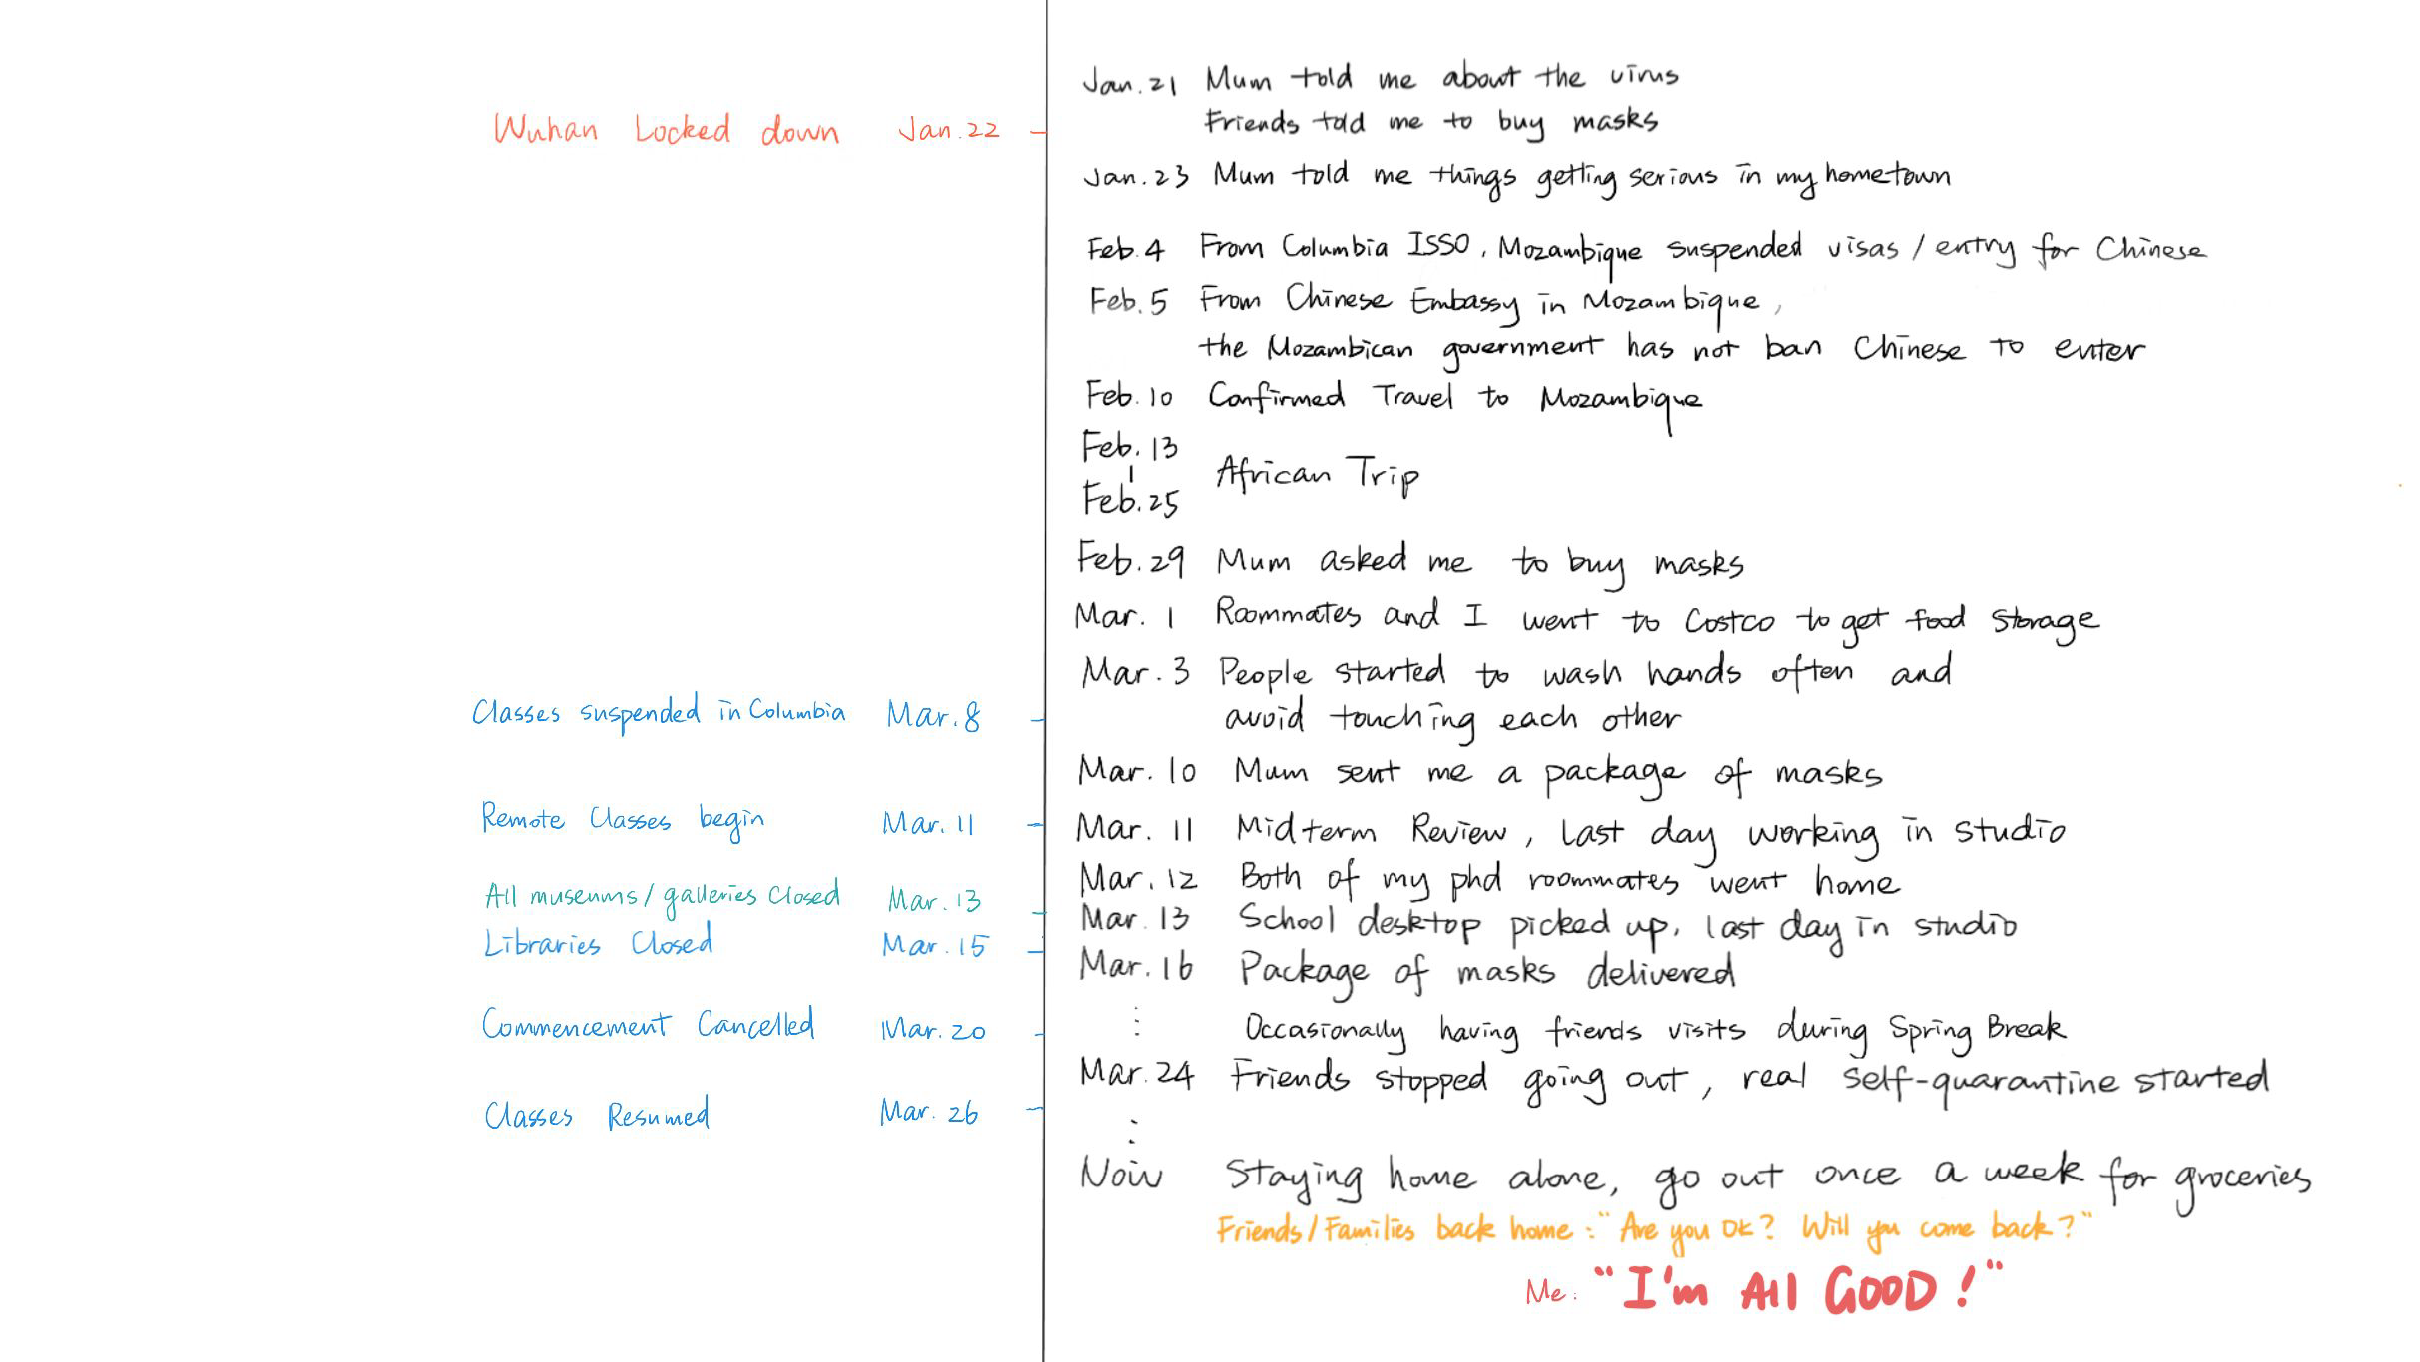 Jan. 21 Mum told me about the virus
Friends told me to buy masks
Wuhan Locked down Jan. 22
Jan. 23 Mum told me things getting serious in my hometown
Feb. 4 From Columbia ISSO, Mozambique suspended visas / entry for Chinese
Feb. 5 From Chinese Embassy in Mozambique,
the Mozambican government has not ban Chinese to enter
Feb. 10 Confirmed Travel to Mozambique
Feb. 13
African Trip
Feb. 25
Feb. 29 Mum asked me to buy masks
Mar. 1 Roommates and I went to Costco to get food storage
Mar. 3 People started to wash hands often and
avoid touching each other
Classes suspended in Columbia Mar. 8
Mar. 10 Mum sent me a package of masks
Remote Classes begin Mar. 11
Mar. 11 Midterm Review, last day working in studio
Mar. 12 Both of my phd roommates went home
All museums / galleries Closed Mar. 13
Mar. 13 School desktop picked up, last day in studio
Libraries Closed Mar. 15
Mar. 16 Package of masks delivered
Commencement Cancelled Mar. 20
Occasionally having friends visits during Spring Break
Mar. 24 Friends stopped going out, real self-quarantine started
Classes Resumed Mar. 26
Now Staying home alone, go out once a week for groceries
Friends / Families back home : "Are you OK? Will you come back?"
Me: "I'm All GOOD!"